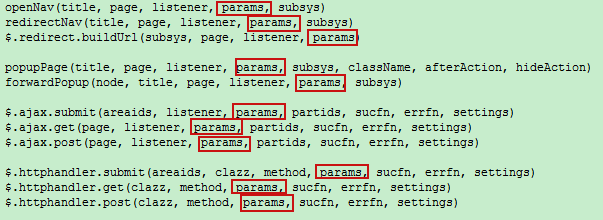 openNav(title, page, listener, params, subsys)
redirectNav(title, page, listener, params, subsys)
$.redirect.buildUrl(subsys, page, listener, params)
popupPage(title, page, listener, params, subsys, className, afterAction, hideAction)
forwardPopup(node, title, page, listener, params, subsys)
$.ajax.submit(areaids, listener, params, partids, sucfn, errfn, settings)
$.ajax.get(page, listener, params, partids, sucfn, errfn, settings)
$.ajax.post(page, listener, params, partids, sucfn, errfn, settings)
$.httphandler.submit(areaids, clazz, method, params, sucfn, errfn, settings)
$.httphandler.get(clazz, method, params, sucfn, errfn, settings)
$.httphandler.post(clazz, method, params, sucfn, errfn, settings)